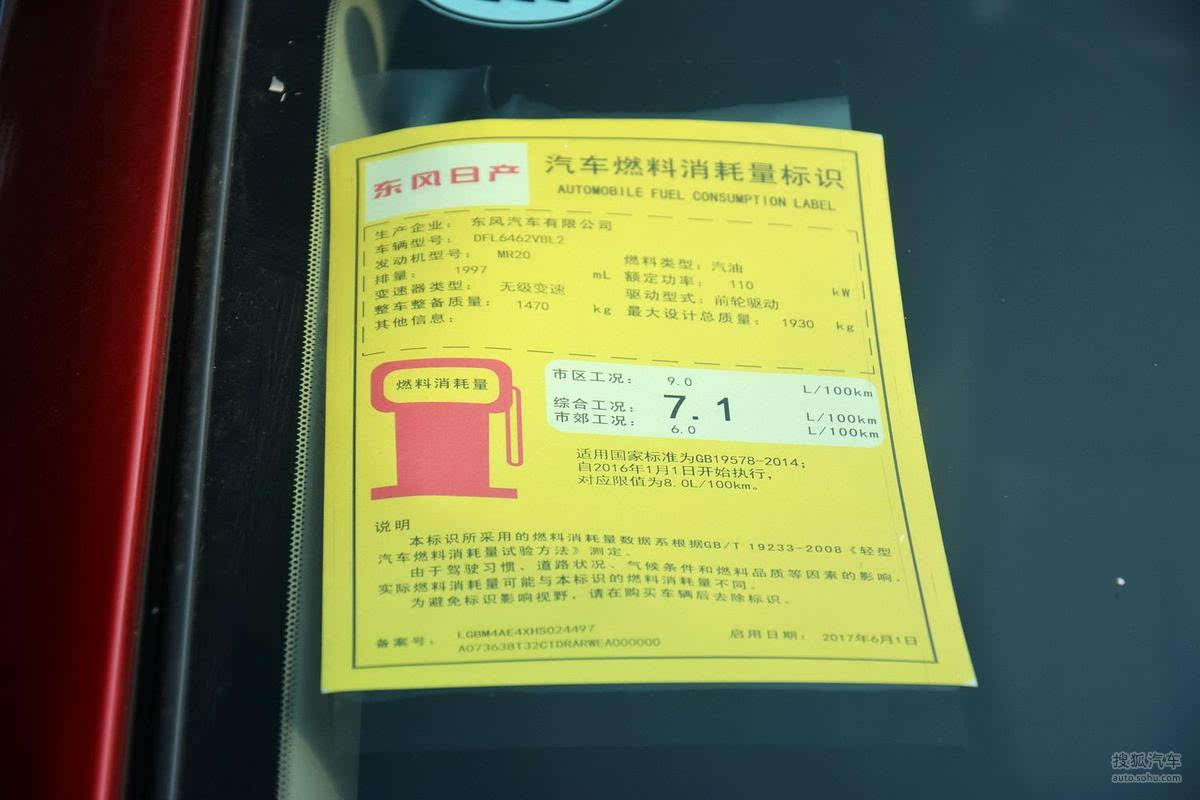 东风日产
汽车燃料消耗量标识
AUTOMOBILE FUEL CONSUMPTION LABEL
生产企业： 东风汽车有限公司
车辆型号： DFL6462VBL2
发动机型号： MR20
燃料类型：汽油
排量： 1997 mL
额定功率： 110 kW
变速器类型： 无级变速
驱动型式：前轮驱动
整车整备质量： 1470 kg
最大设计总质量： 1930 kg
其他信息：
燃料消耗量
市区工况： 9.0 L/100km
综合工况： 7.1 L/100km
市郊工况： 6.0 L/100km
适用国家标准为GB19578-2014；
自2016年1月1日开始执行，
对应限值为8.0L/100km。
说明
本标识所采用的燃料消耗量数据系根据GB/T 19233-2008《轻型
汽车燃料消耗量试验方法》测定。
由于驾驶习惯、道路状况、气候条件和燃料品质等因素的影响，
实际燃料消耗量可能与本标识的燃料消耗量不同。
为避免标识影响视野，请在购买车辆后去除标识。
备案号： LGBM4AE4XHS024497
A073638T32CTDRARWEA000000
启用日期： 2017年6月1日
搜狐汽车
auto.sohu.com